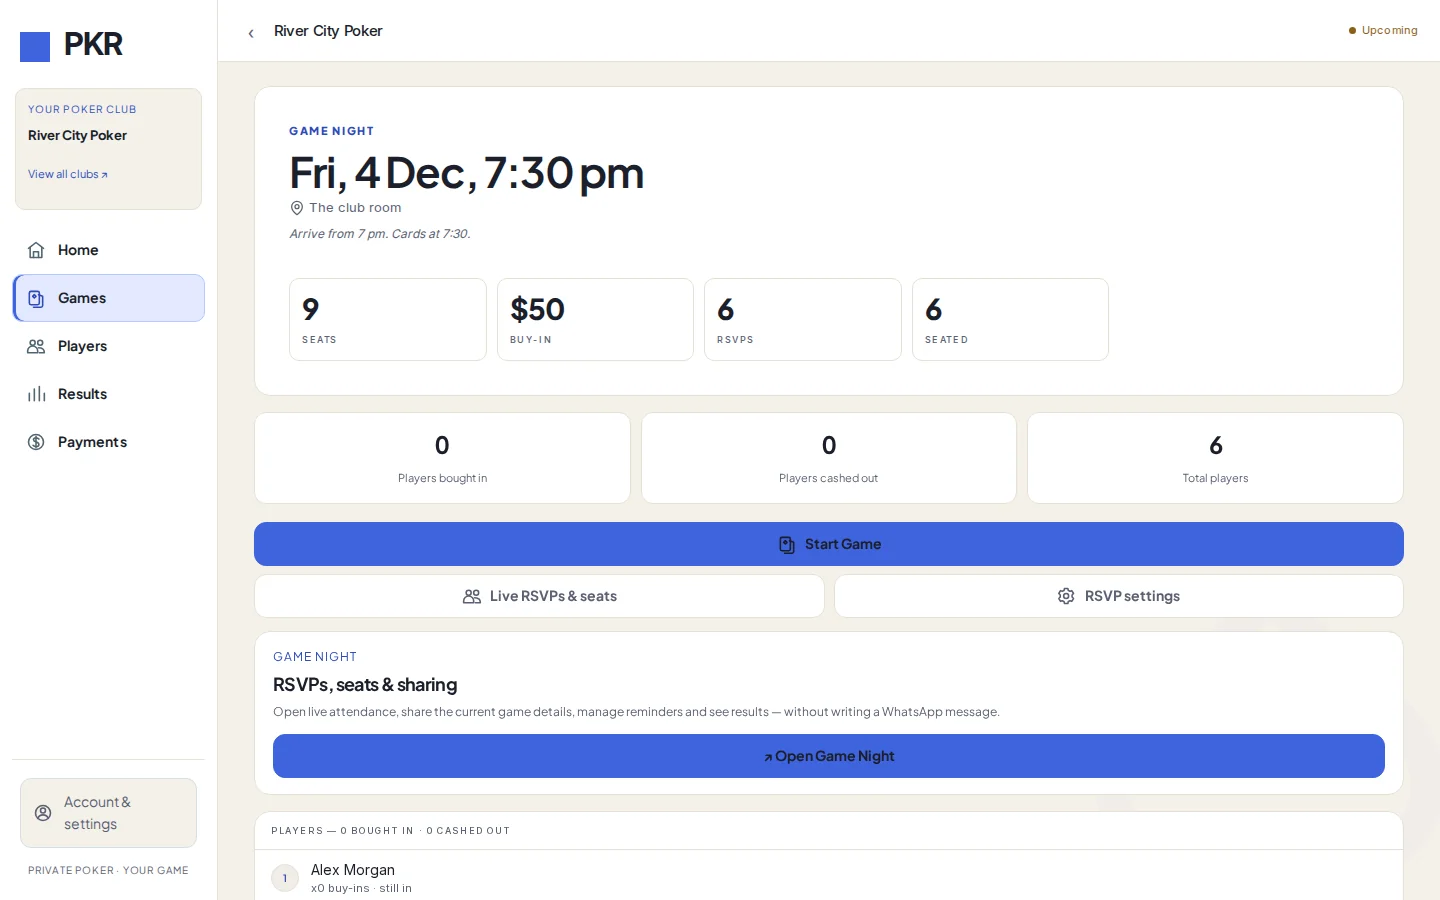 PKR
YOUR POKER CLUB
River City Poker
View all clubs ↗
Home
Games
Players
Results
Payments
Account &
settings
PRIVATE POKER · YOUR GAME
‹ River City Poker
Upcoming
GAME NIGHT
Fri, 4 Dec, 7:30 pm
The club room
Arrive from 7 pm. Cards at 7:30.
9
SEATS
$50
BUY-IN
6
RSVPS
6
SEATED
0
Players bought in
0
Players cashed out
6
Total players
Start Game
Live RSVPs & seats
RSVP settings
GAME NIGHT
RSVPs, seats & sharing
Open live attendance, share the current game details, manage reminders and see results — without writing a WhatsApp message.
↗ Open Game Night
PLAYERS — 0 BOUGHT IN · 0 CASHED OUT
1
Alex Morgan
x0 buy-ins · still in